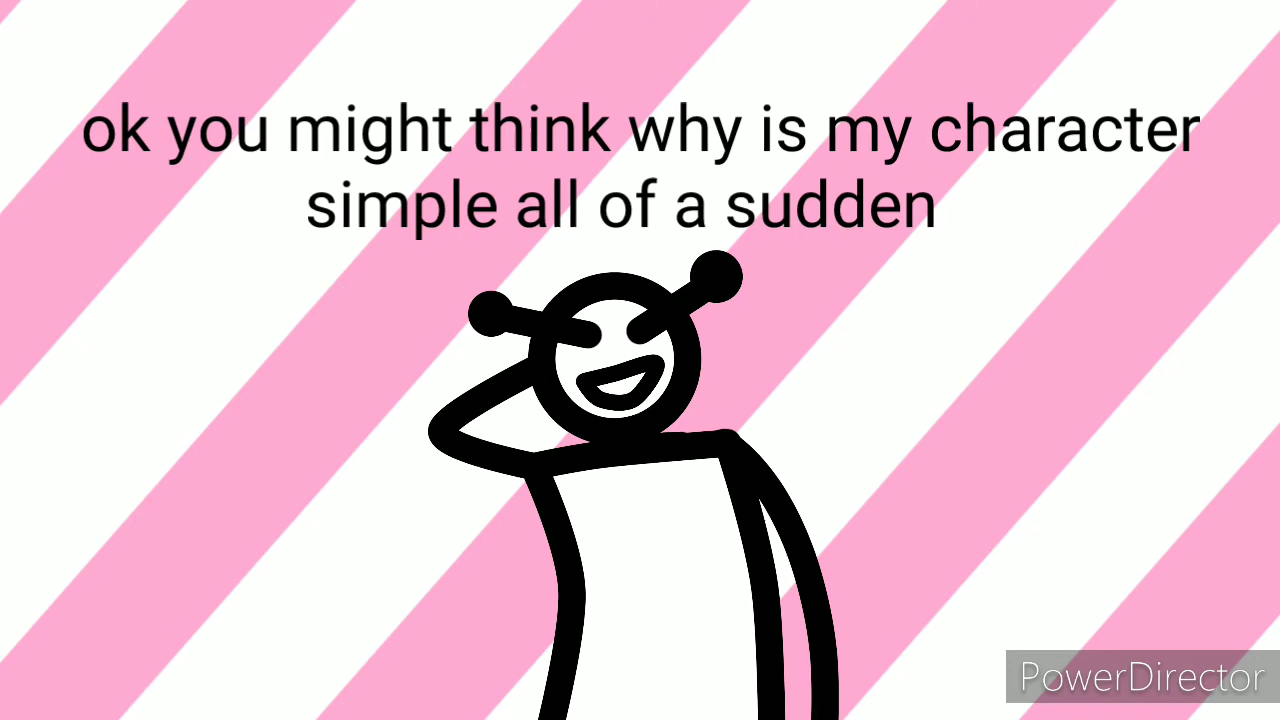 ok you might think why is my character
simple all of a sudden
PowerDirector